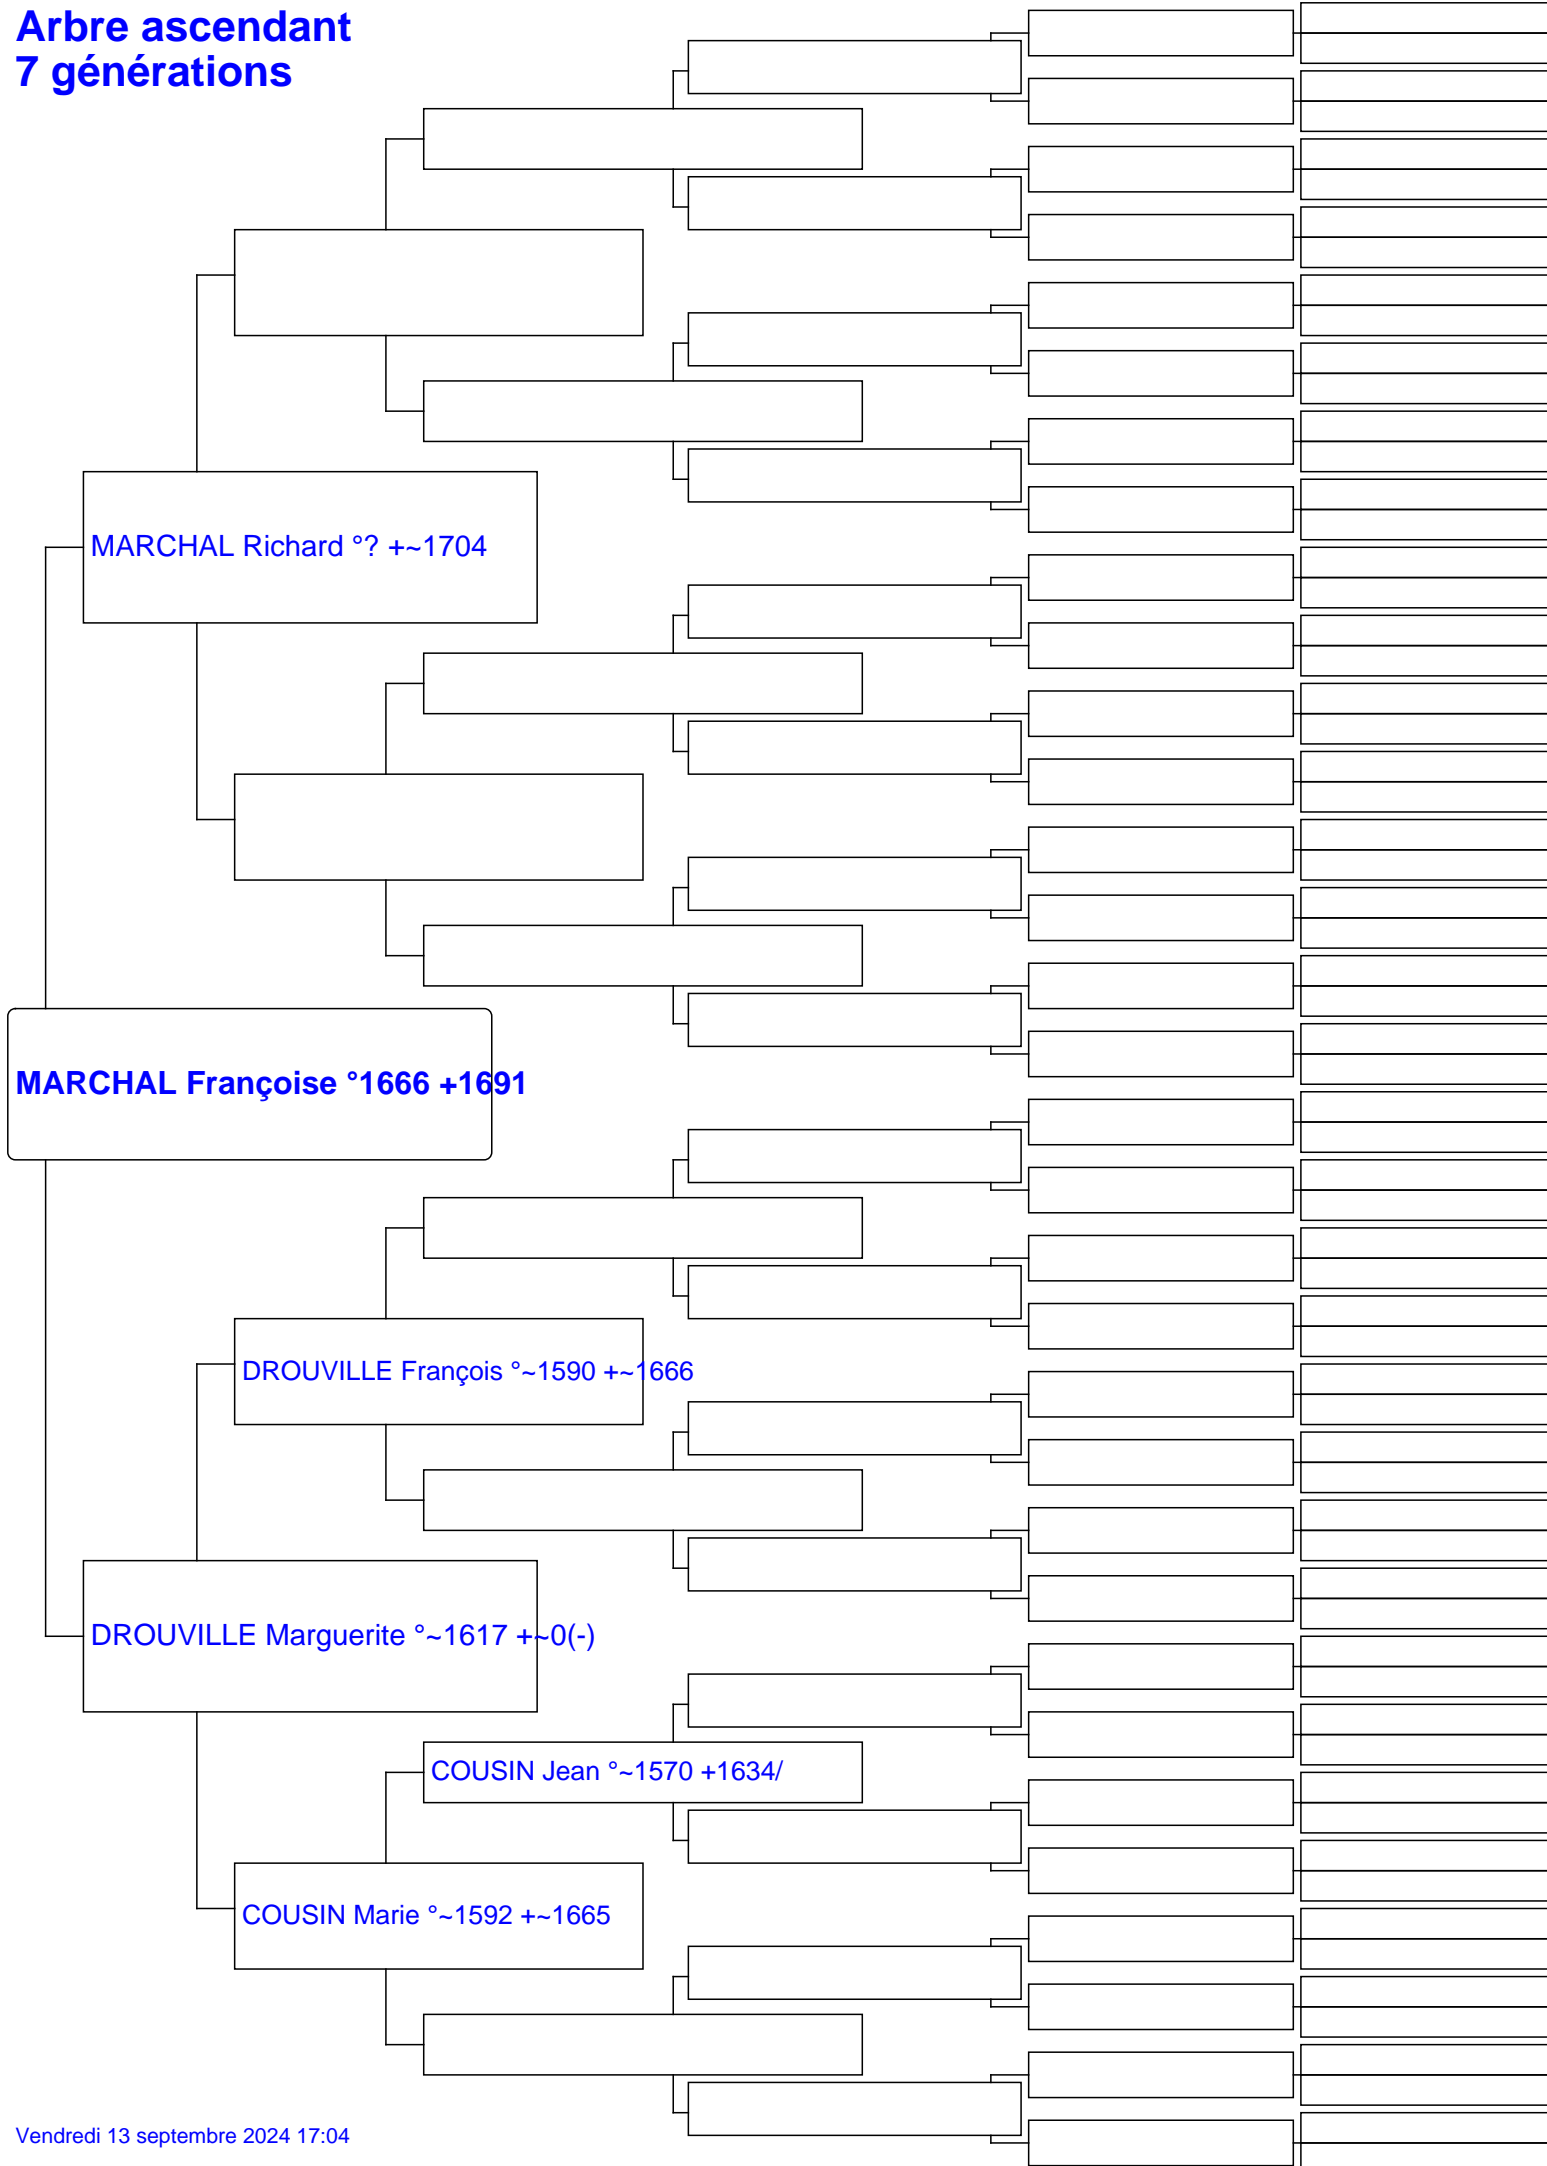 Arbre ascendant
7 générations
MARCHAL Richard °? +~1704
MARCHAL Françoise °1666 +1691
DROUVILLE François °~1590 +~1666
DROUVILLE Marguerite °~1617 +~0(-)
COUSIN Jean °~1570 +1634/
COUSIN Marie °~1592 +~1665
Vendredi 13 septembre 2024 17:04